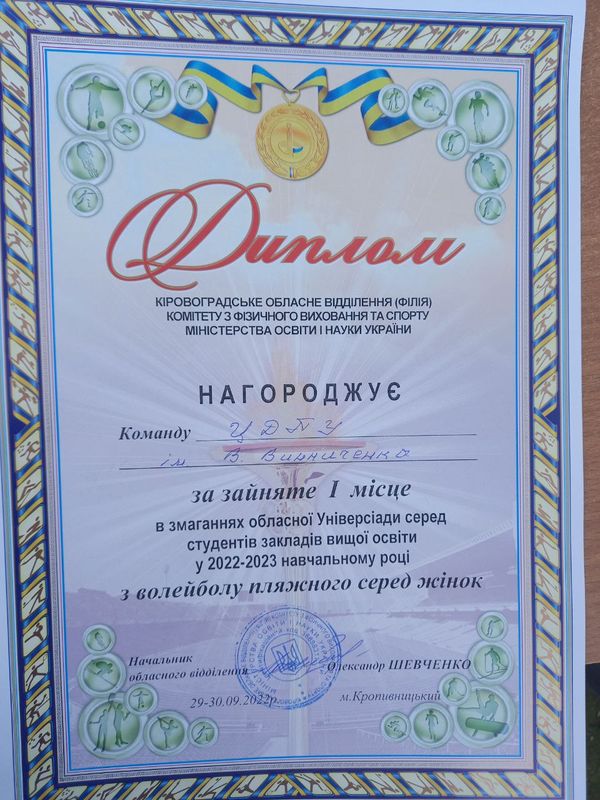 Диплом
КІРОВОГРАДСЬКЕ ОБЛАСНЕ ВІДДІЛЕННЯ (ФІЛІЯ)
КОМІТЕТУ З ФІЗИЧНОГО ВИХОВАННЯ ТА СПОРТУ
МІНІСТЕРСТВА ОСВІТИ І НАУКИ УКРАЇНИ
НАГОРОДЖУЄ
Команду ЦДПУ
ім. В. Винниченка
за зайняте I місце
в змаганнях обласної Універсіади серед
студентів закладів вищої освіти
у 2022-2023 навчальному році
з волейболу пляжного серед жінок
Начальник
обласного відділення Олександр ШЕВЧЕНКО
29-30.09.2022р. м.Кропивницький